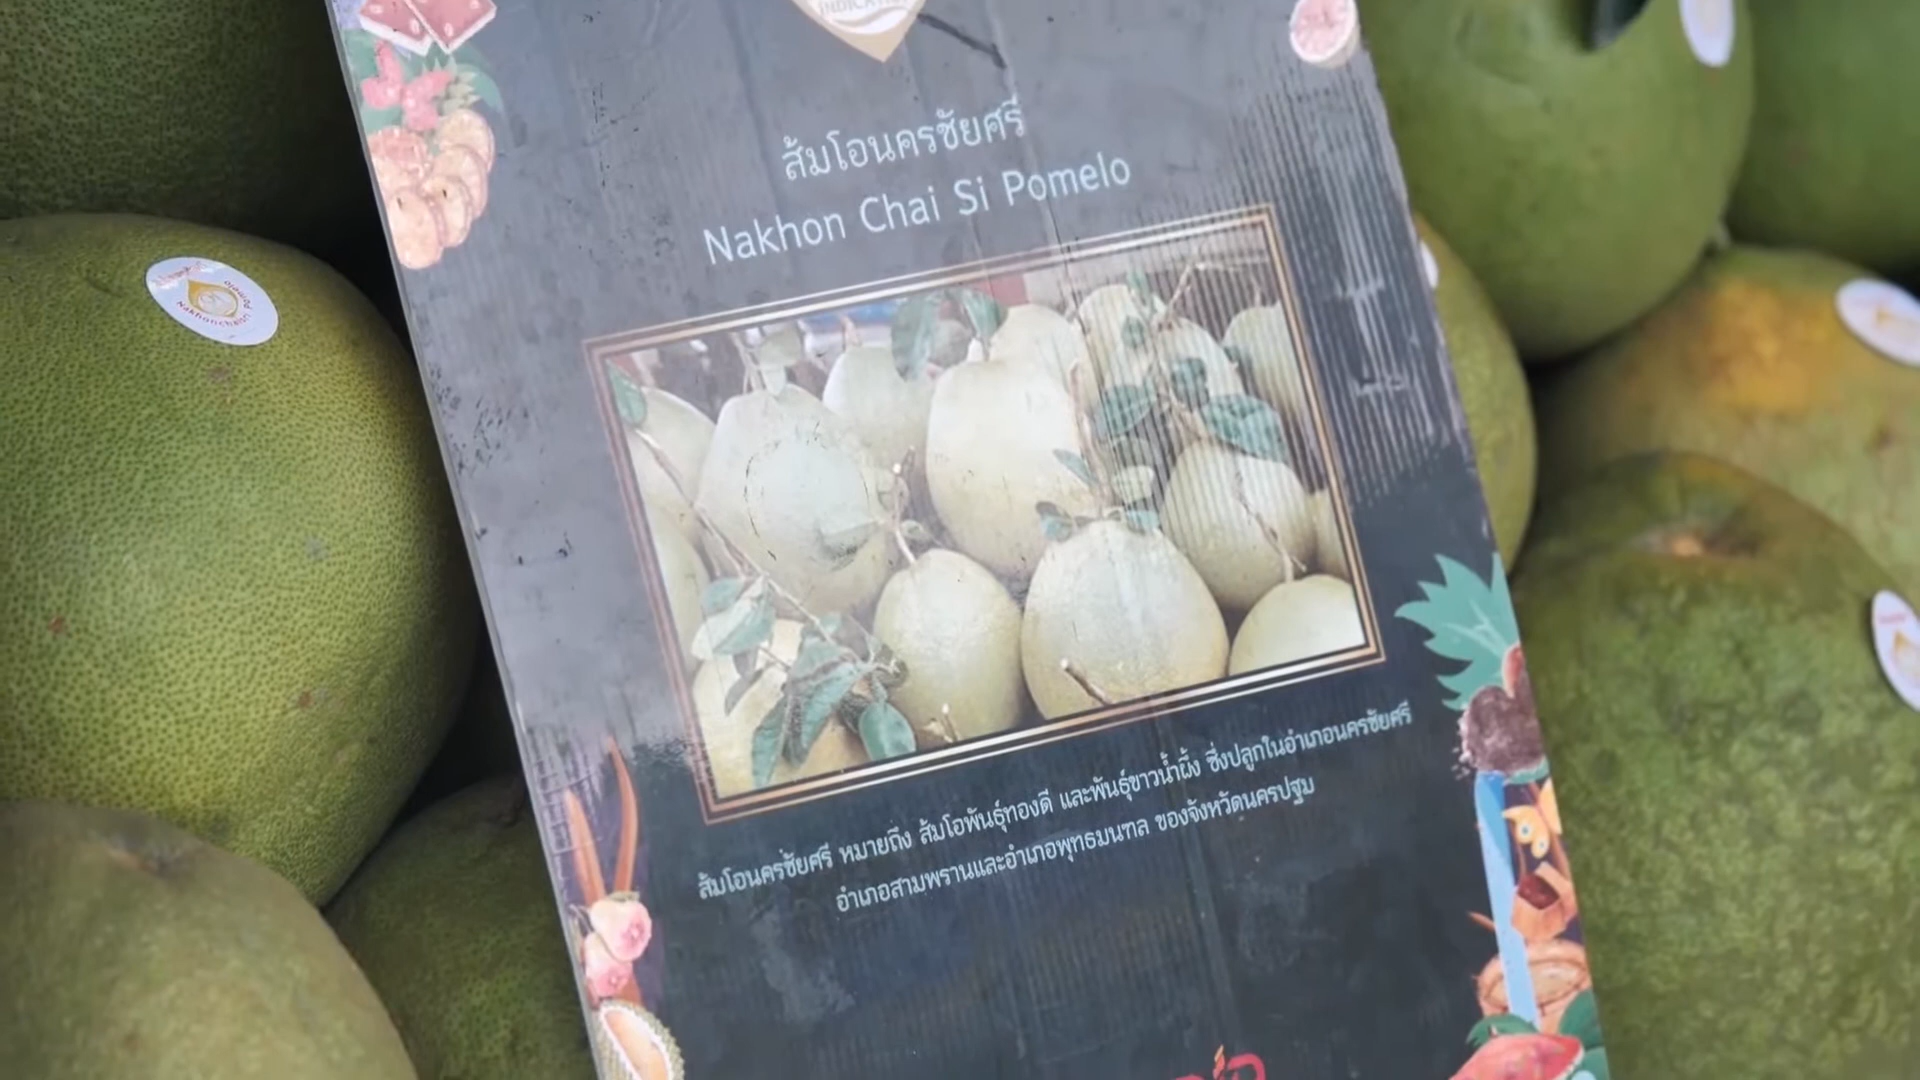 ส้มโอนครชัยศรี
Nakhon Chai Si Pomelo
ส้มโอนครชัยศรี หมายถึง ส้มโอพันธุ์ทองดี และพันธุ์ขาวน้ำผึ้ง ซึ่งปลูกในอำเภอนครชัยศรี
อำเภอสามพรานและอำเภอพุทธมนฑล ของจังหวัดนครปฐม
Nakhonchaisri Pomelo